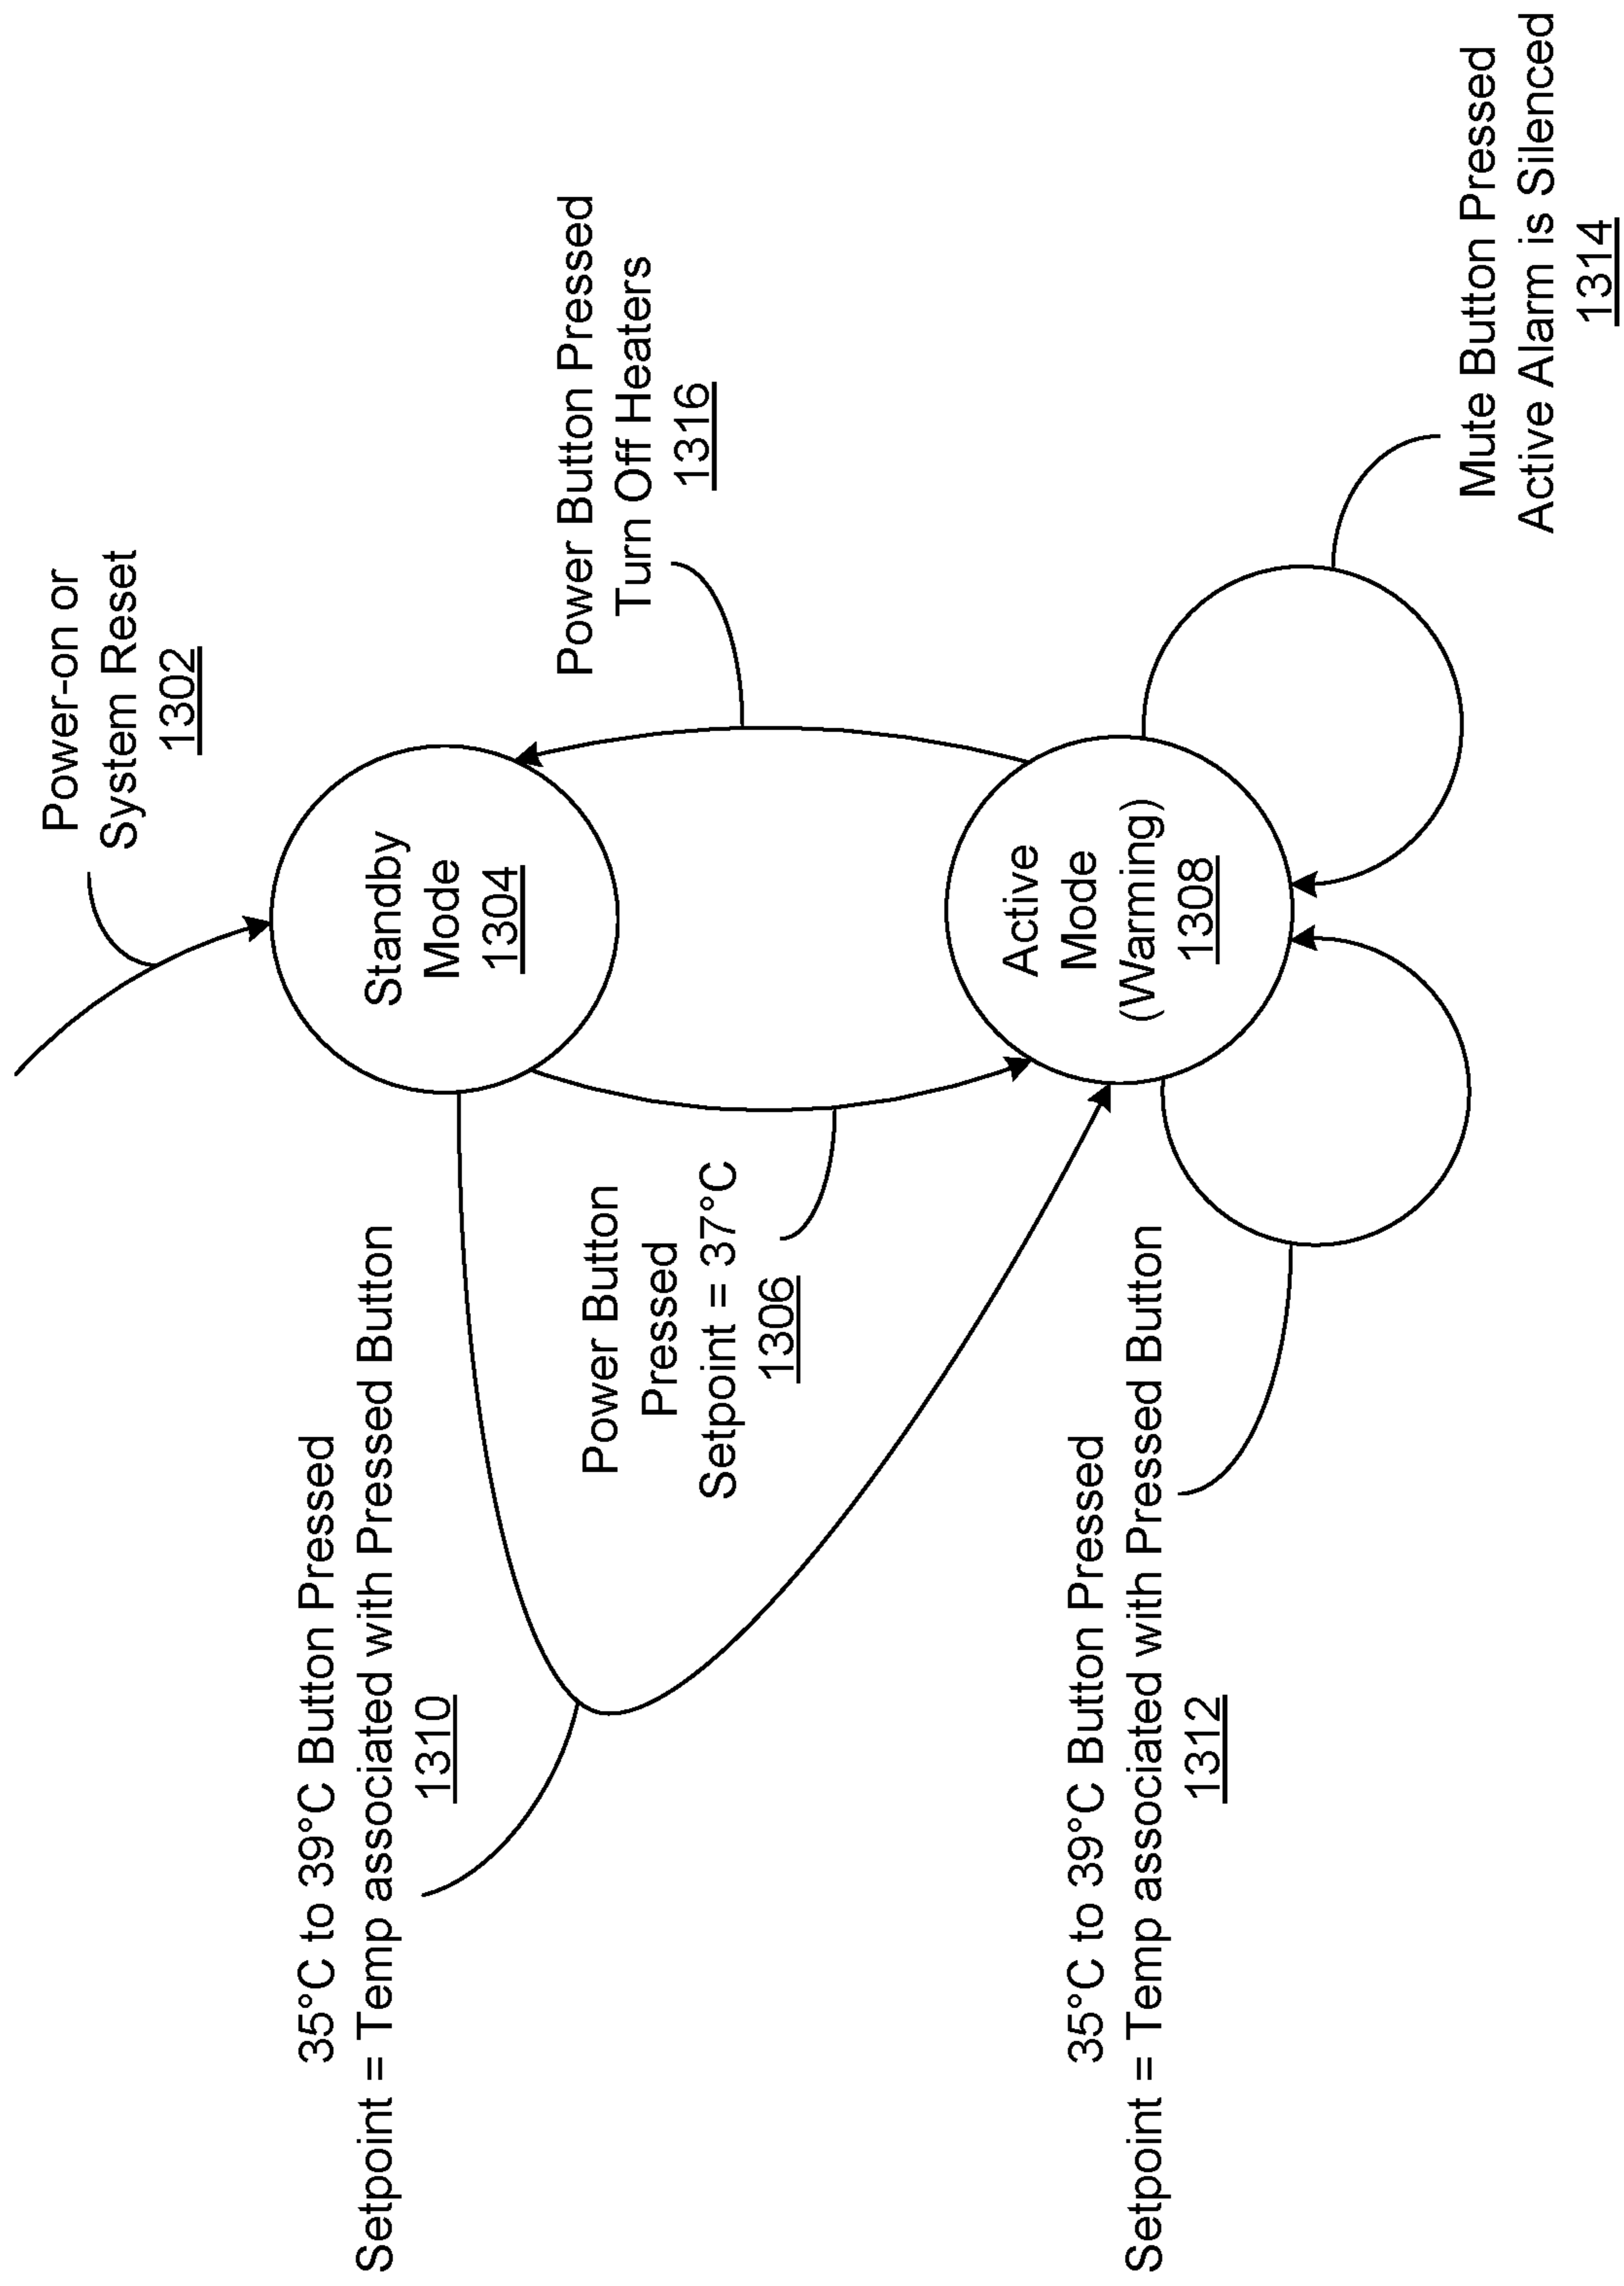 Power-on or
System Reset
1302
Standby
Mode
1304
35°C to 39°C Button Pressed
Setpoint = Temp associated with Pressed Button
1310
Power Button
Pressed
Setpoint = 37°C
1306
Power Button Pressed
Turn Off Heaters
1316
Active
Mode
(Warming)
1308
35°C to 39°C Button Pressed
Setpoint = Temp associated with Pressed Button
1312
Mute Button Pressed
Active Alarm is Silenced
1314